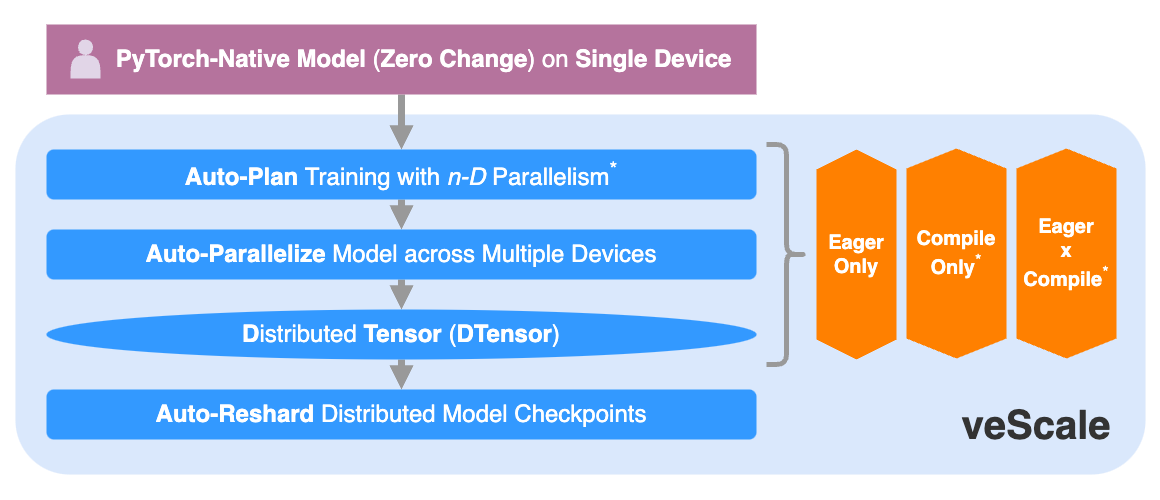 PyTorch-Native Model (Zero Change) on Single Device
Auto-Plan Training with n-D Parallelism*
Auto-Parallelize Model across Multiple Devices
Distributed Tensor (DTensor)
Auto-Reshard Distributed Model Checkpoints
Eager
Only
Compile
Only*
Eager
x
Compile*
veScale